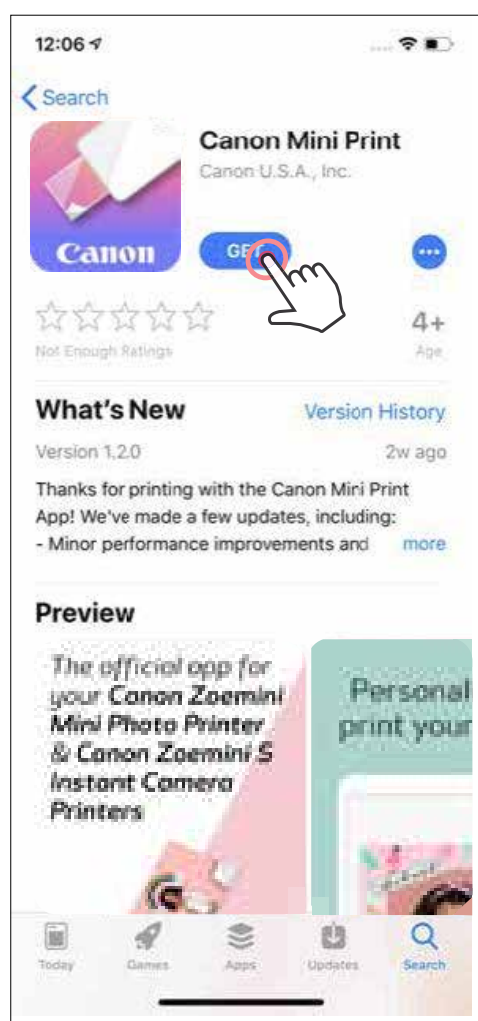 12:06
Search
Canon Mini Print
Canon U.S.A., Inc.
Canon
GET
4+
Not Enough Ratings
Age
What's New
Version History
Version 1.2.0
2w ago
Thanks for printing with the Canon Mini Print
App! We've made a few updates, including:
- Minor performance improvements and
more
Preview
The official app for
your Canon Zoemini
Mini Photo Printer
& Canon Zoemini S
Instant Camera
Printers
Personal
print your
Today
Games
Apps
Updates
Search